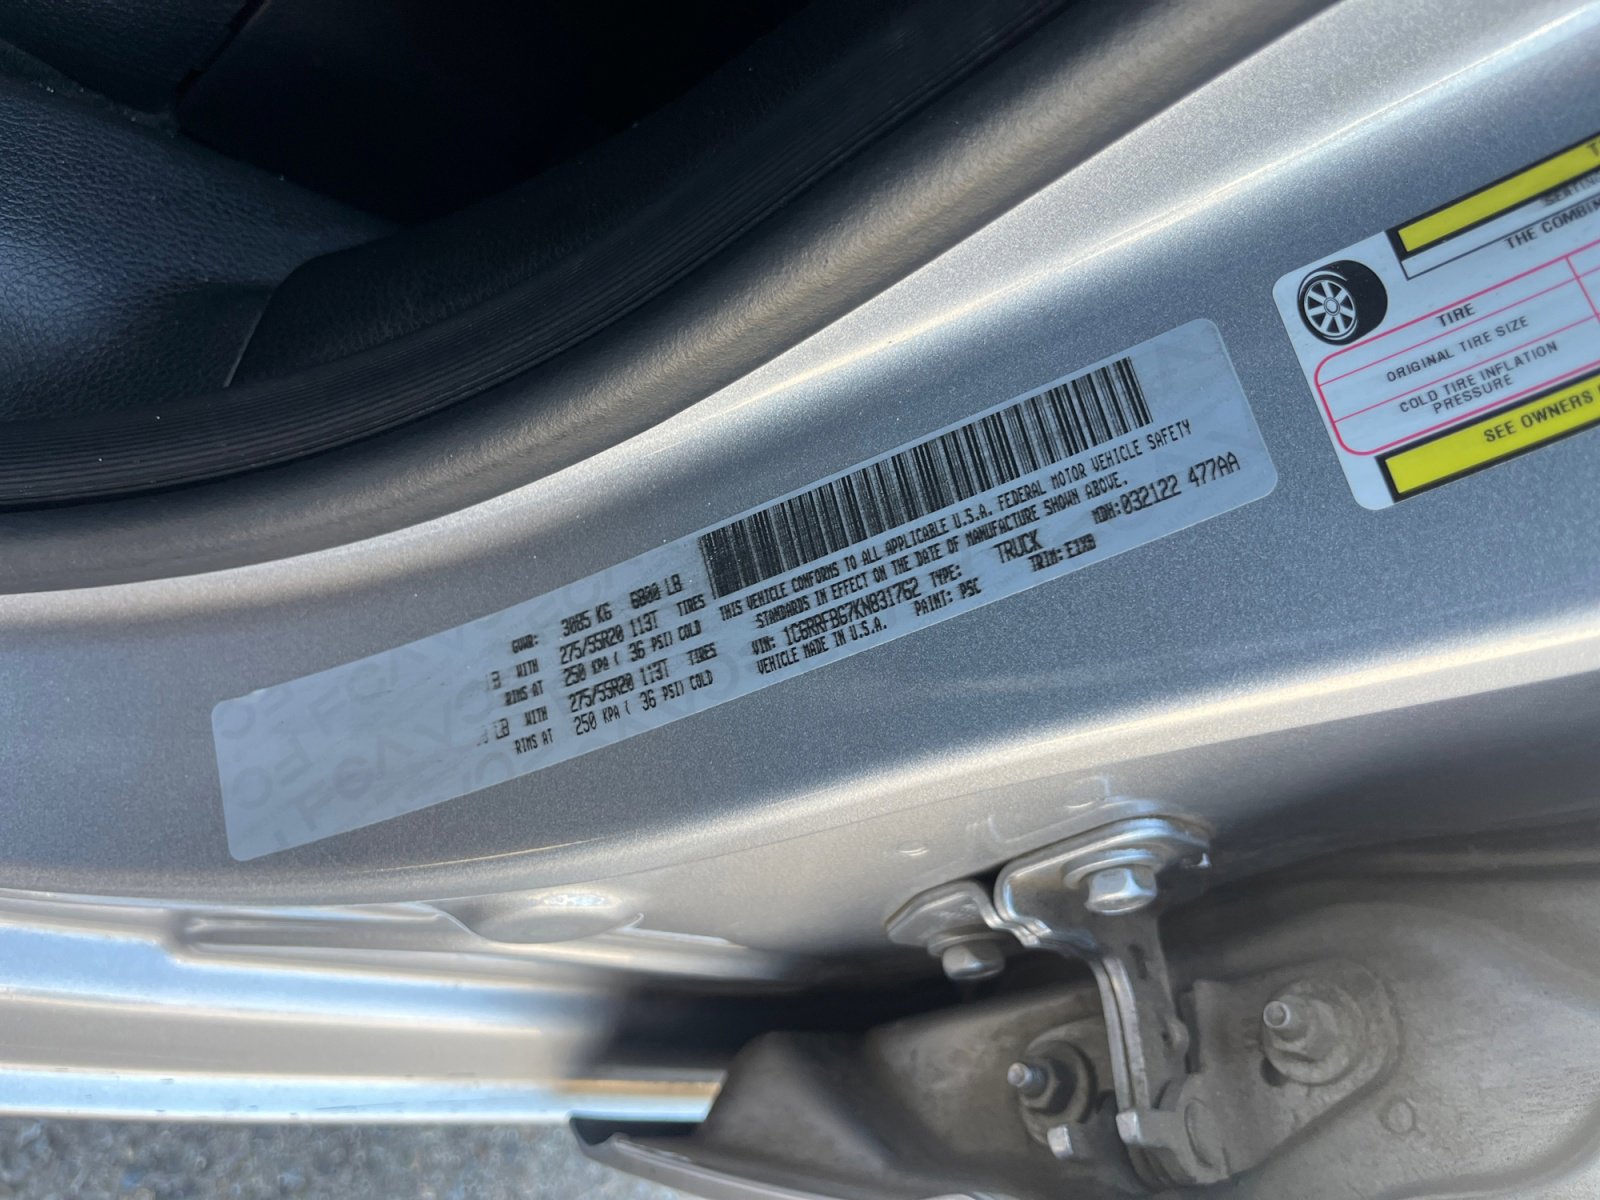 GVWR: 3085 KG 6800 LB
LB WITH 275/55R20 113T TIRES
RIMS AT 250 KPA ( 36 PSI) COLD
LB WITH 275/55R20 113T TIRES
RIMS AT 250 KPA ( 36 PSI) COLD
THIS VEHICLE CONFORMS TO ALL APPLICABLE U.S.A. FEDERAL MOTOR VEHICLE SAFETY
STANDARDS IN EFFECT ON THE DATE OF MANUFACTURE SHOWN ABOVE.
VIN: 1C6RRFBG7KN831762 TYPE: TRUCK MDH:032122 477AA
VEHICLE MADE IN U.S.A. PAINT: PSC TRIM:
THE COMBIN
TIRE
ORIGINAL TIRE SIZE
COLD TIRE INFLATION
PRESSURE
SEE OWNERS